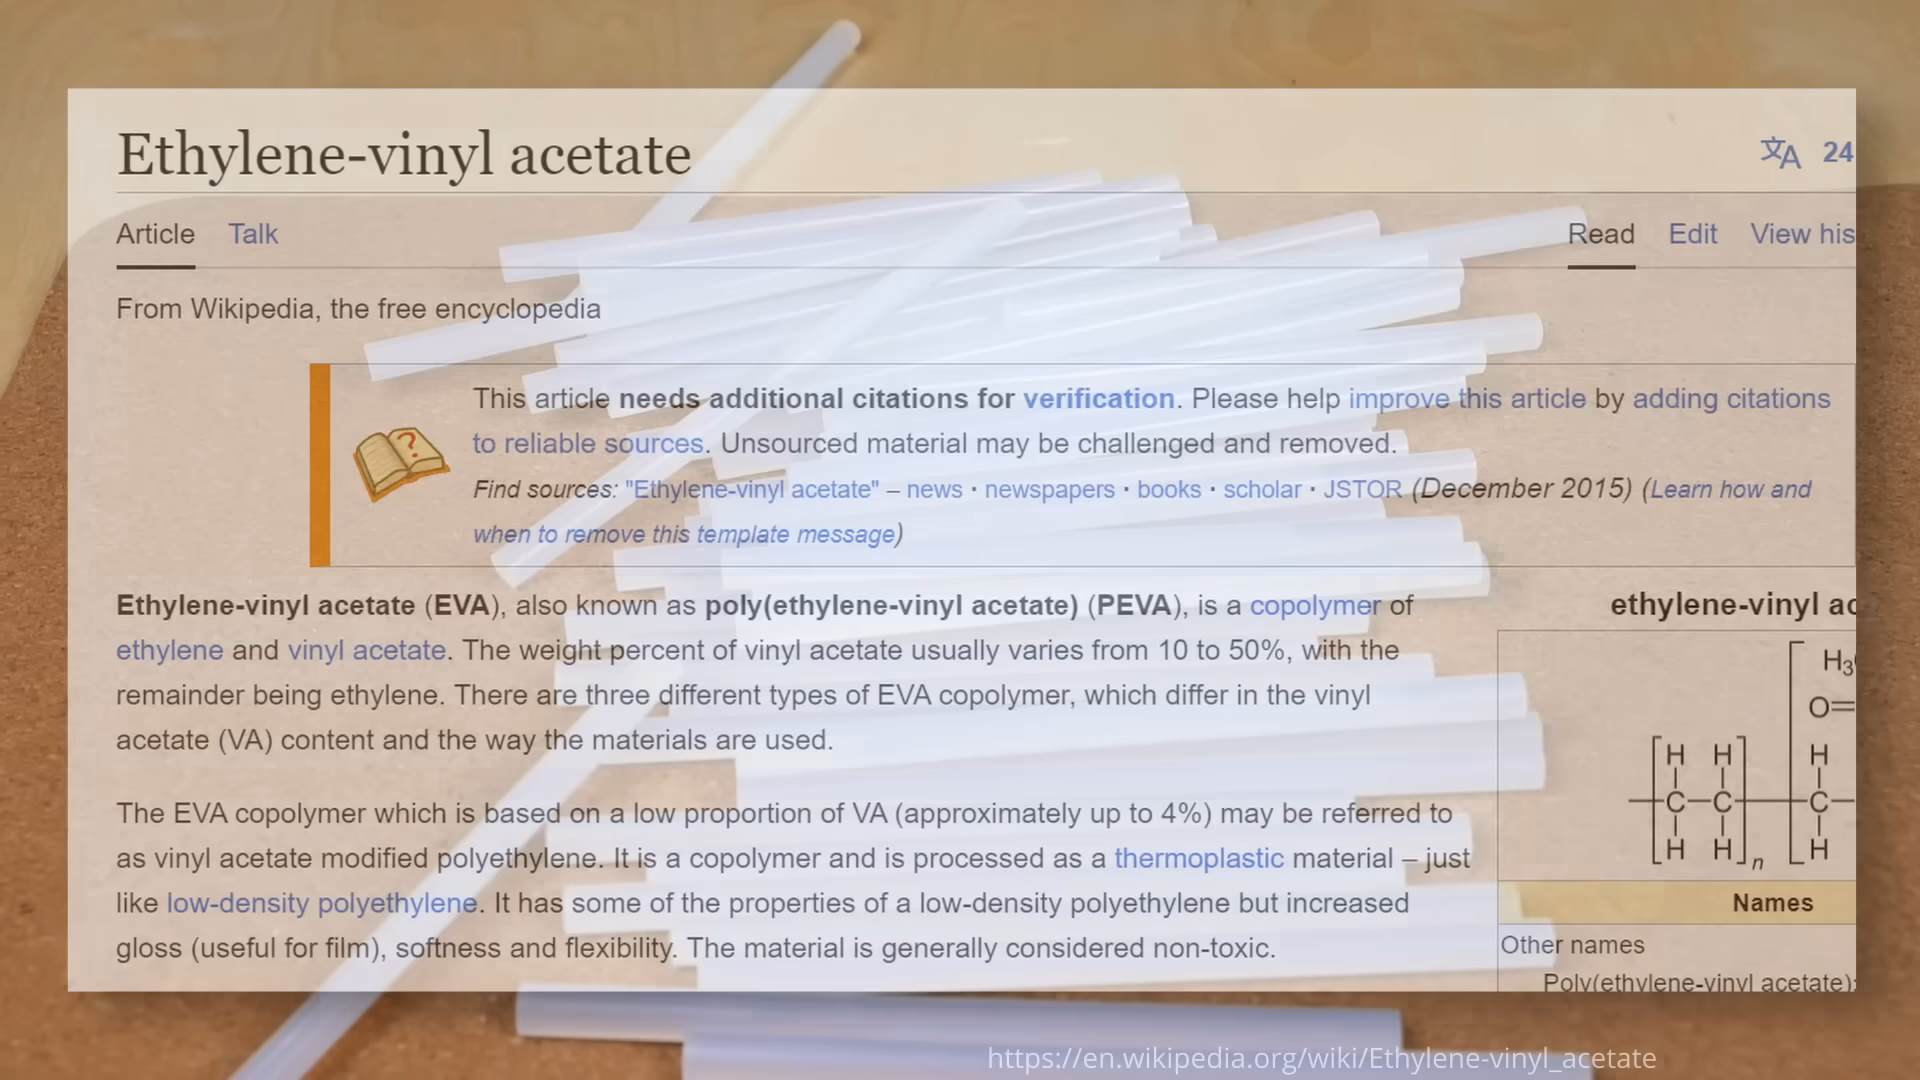 Ethylene-vinyl acetate
文A 24
Article Talk
Read Edit View his
From Wikipedia, the free encyclopedia
This article needs additional citations for verification. Please help improve this article by adding citations
to reliable sources. Unsourced material may be challenged and removed.
Find sources: "Ethylene-vinyl acetate" – news · newspapers · books · scholar · JSTOR (December 2015) (Learn how and
when to remove this template message)
Ethylene-vinyl acetate (EVA), also known as poly(ethylene-vinyl acetate) (PEVA), is a copolymer of
ethylene and vinyl acetate. The weight percent of vinyl acetate usually varies from 10 to 50%, with the
remainder being ethylene. There are three different types of EVA copolymer, which differ in the vinyl
acetate (VA) content and the way the materials are used.
The EVA copolymer which is based on a low proportion of VA (approximately up to 4%) may be referred to
as vinyl acetate modified polyethylene. It is a copolymer and is processed as a thermoplastic material – just
like low-density polyethylene. It has some of the properties of a low-density polyethylene but increased
gloss (useful for film), softness and flexibility. The material is generally considered non-toxic.
ethylene-vinyl ac
H3
O=
H H H
C C C
H H n H
Names
Other names
Poly(ethylene-vinyl acetate);
https://en.wikipedia.org/wiki/Ethylene-vinyl_acetate